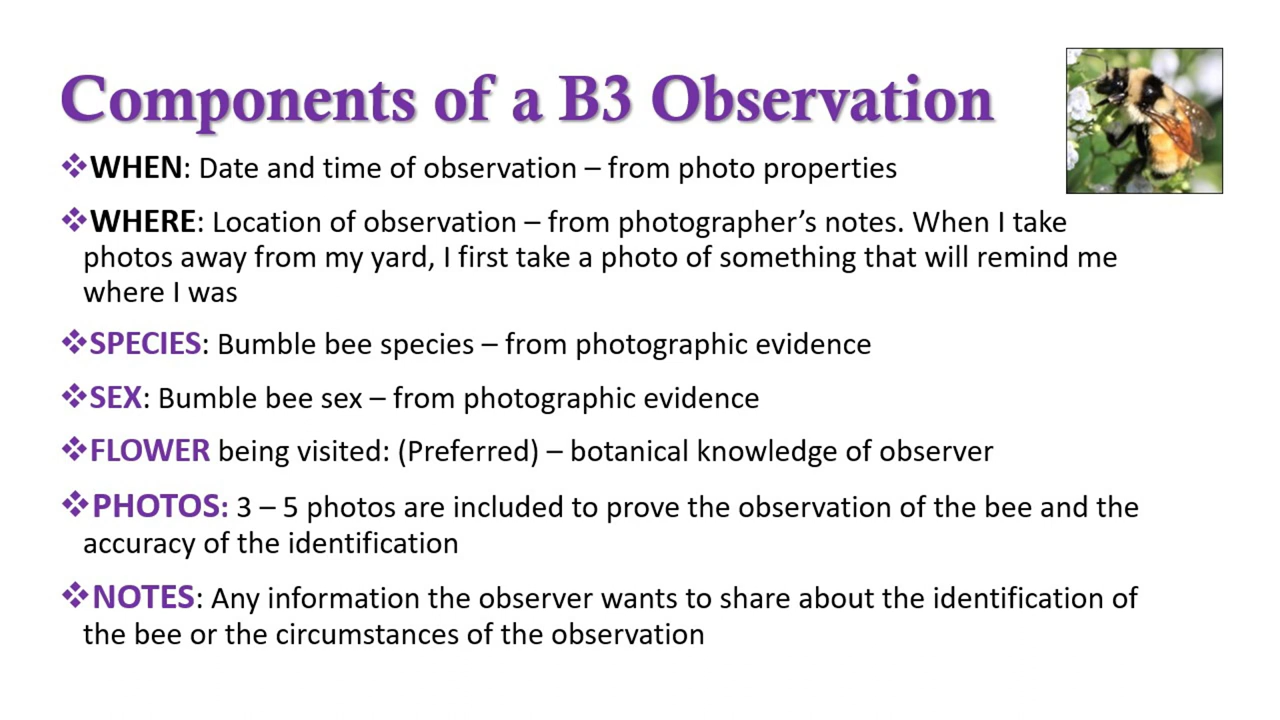 Components of a B3 Observation
❖WHEN: Date and time of observation – from photo properties
❖WHERE: Location of observation – from photographer’s notes. When I take
photos away from my yard, I first take a photo of something that will remind me
where I was
❖SPECIES: Bumble bee species – from photographic evidence
❖SEX: Bumble bee sex – from photographic evidence
❖FLOWER being visited: (Preferred) – botanical knowledge of observer
❖PHOTOS: 3 – 5 photos are included to prove the observation of the bee and the
accuracy of the identification
❖NOTES: Any information the observer wants to share about the identification of
the bee or the circumstances of the observation